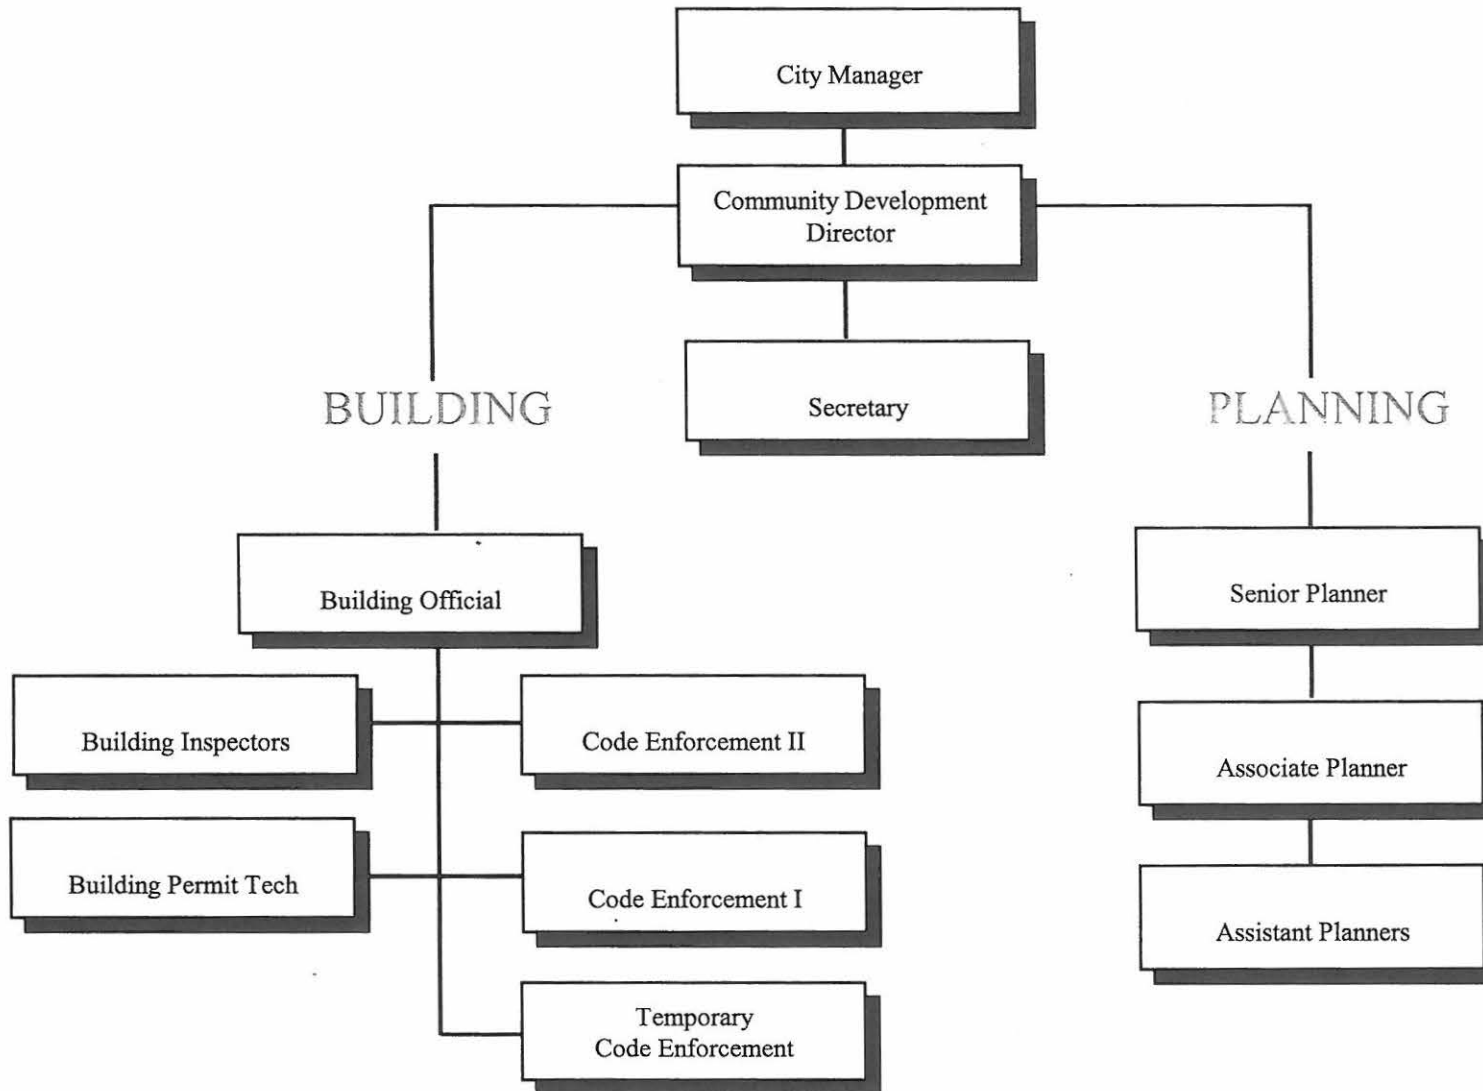 City Manager
Community Development
Director
Secretary
BUILDING
PLANNING
Building Official
Senior Planner
Building Inspectors
Code Enforcement II
Associate Planner
Building Permit Tech
Code Enforcement I
Assistant Planners
Temporary
Code Enforcement